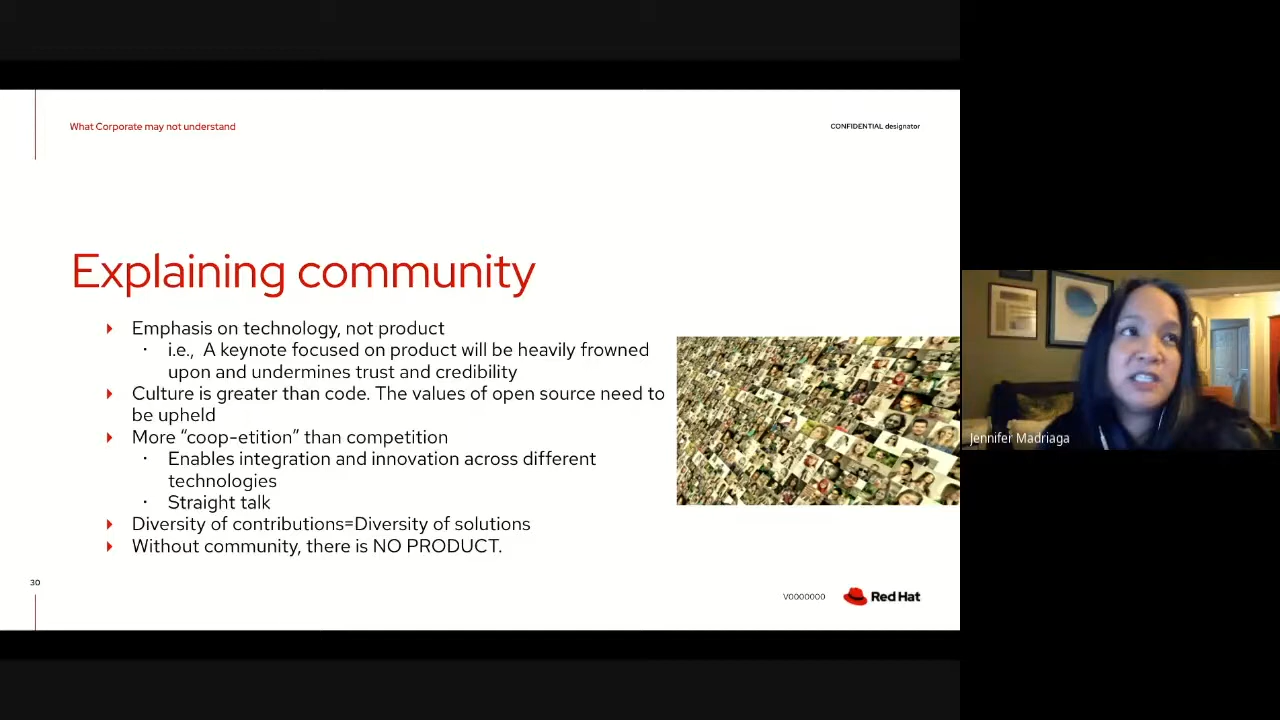 What Corporate may not understand
CONFIDENTIAL designator
Explaining community
Emphasis on technology, not product
i.e., A keynote focused on product will be heavily frowned
upon and undermines trust and credibility
Culture is greater than code. The values of open source need to
be upheld
More “coop-etition” than competition
Enables integration and innovation across different
technologies
Straight talk
Diversity of contributions=Diversity of solutions
Without community, there is NO PRODUCT.
30
V0000000
Red Hat
Jennifer Madriaga